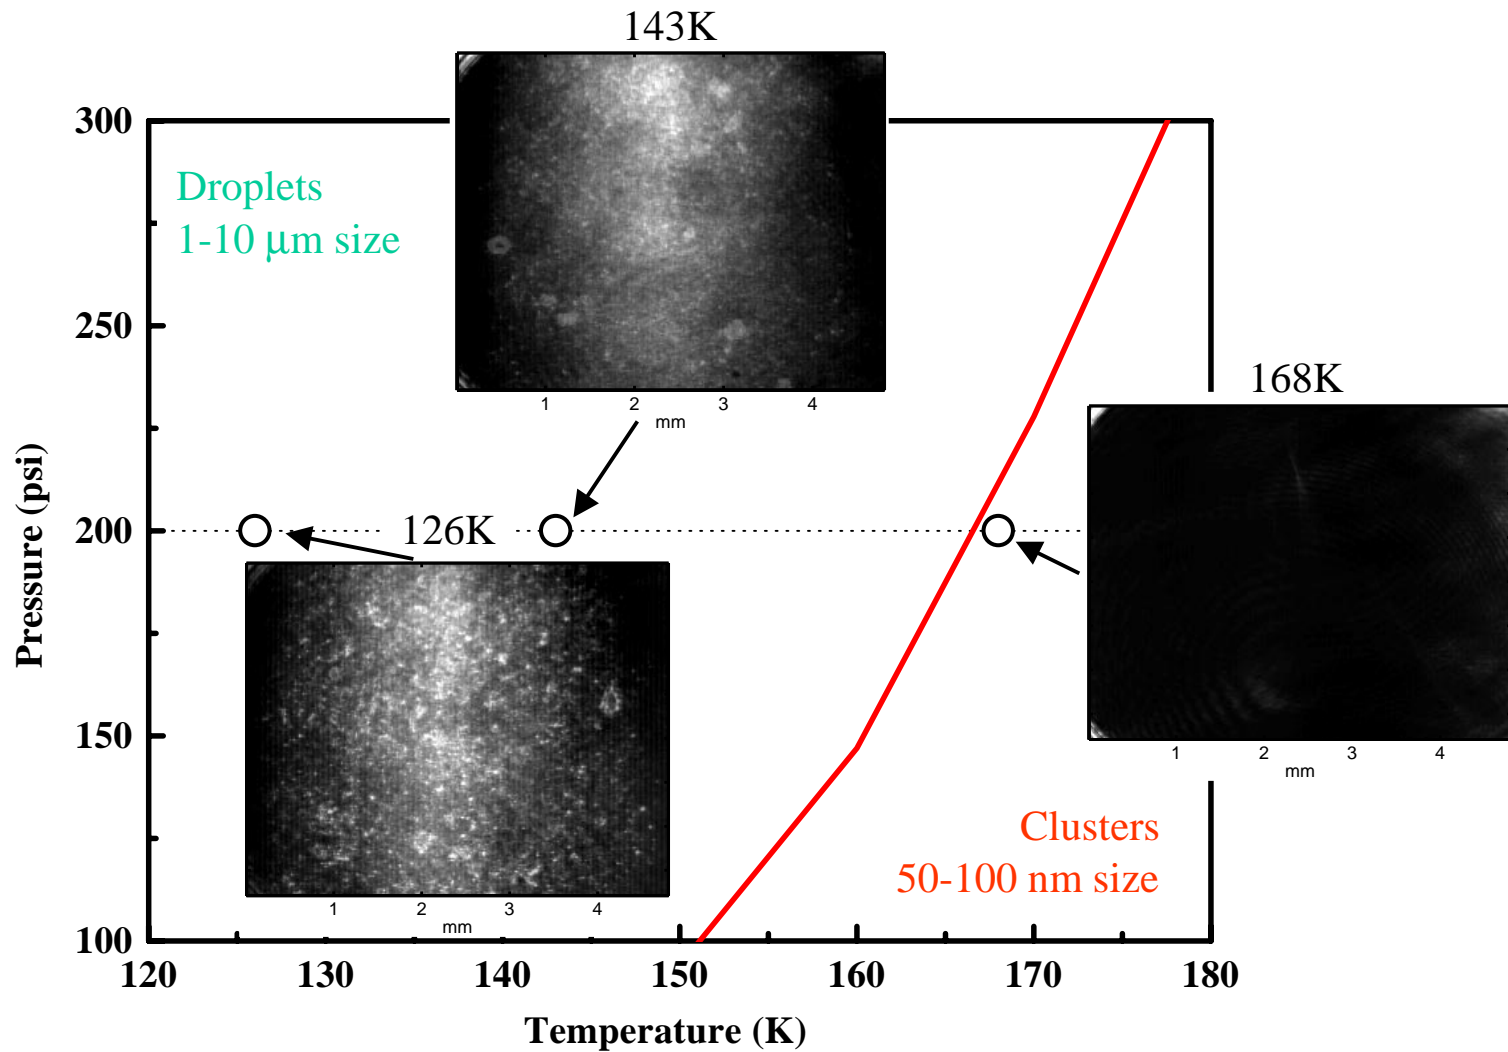 143K
300
Droplets
1-10 μm size
1 2 3 4
mm
250
168K
Pressure (psi)
200
126K
1 2 3 4
mm
150
Clusters
50-100 nm size
1 2 3 4
mm
100
120 130 140 150 160 170 180
Temperature (K)